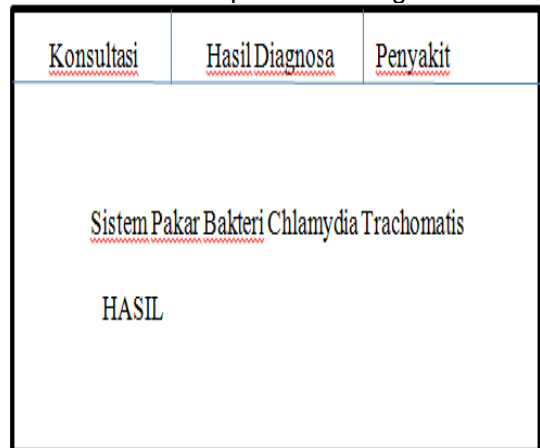 Konsultasi Hasil Diagnosa Penyakit
Sistem Pakar Bakteri Chlamydia Trachomatis
HASIL